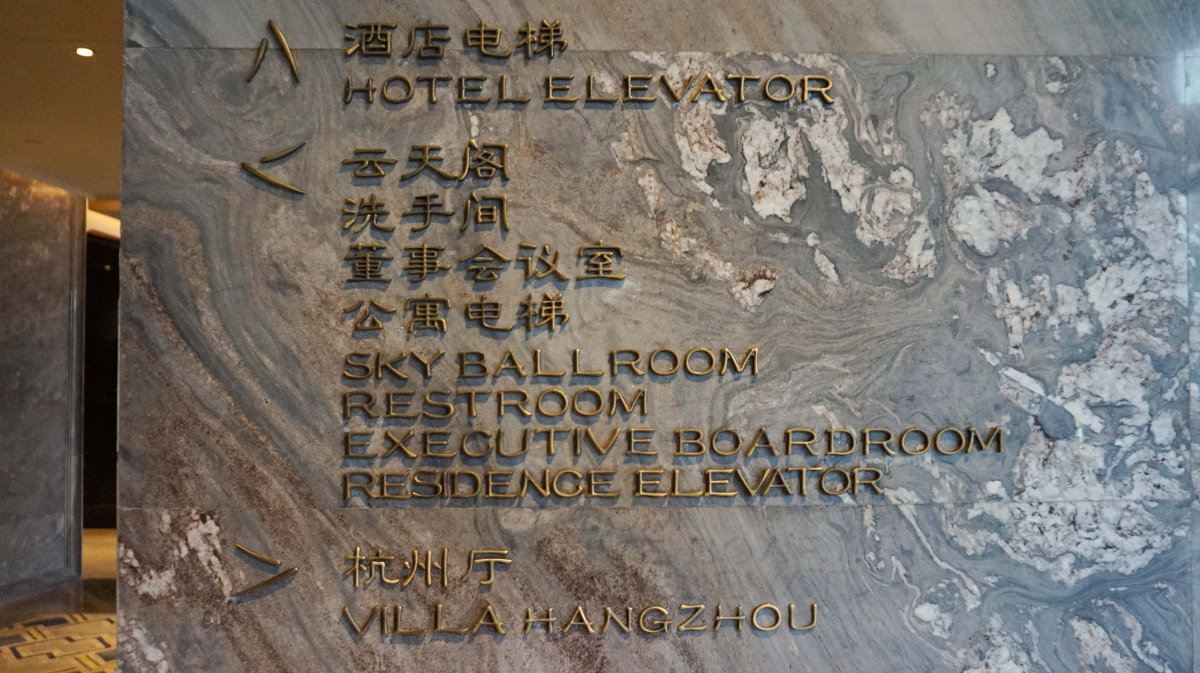 酒店电梯
HOTEL ELEVATOR
云天阁
洗手间
董事会议室
公寓电梯
SKY BALLROOM
RESTROOM
EXECUTIVE BOARDROOM
RESIDENCE ELEVATOR
杭州厅
VILLA HANGZHOU